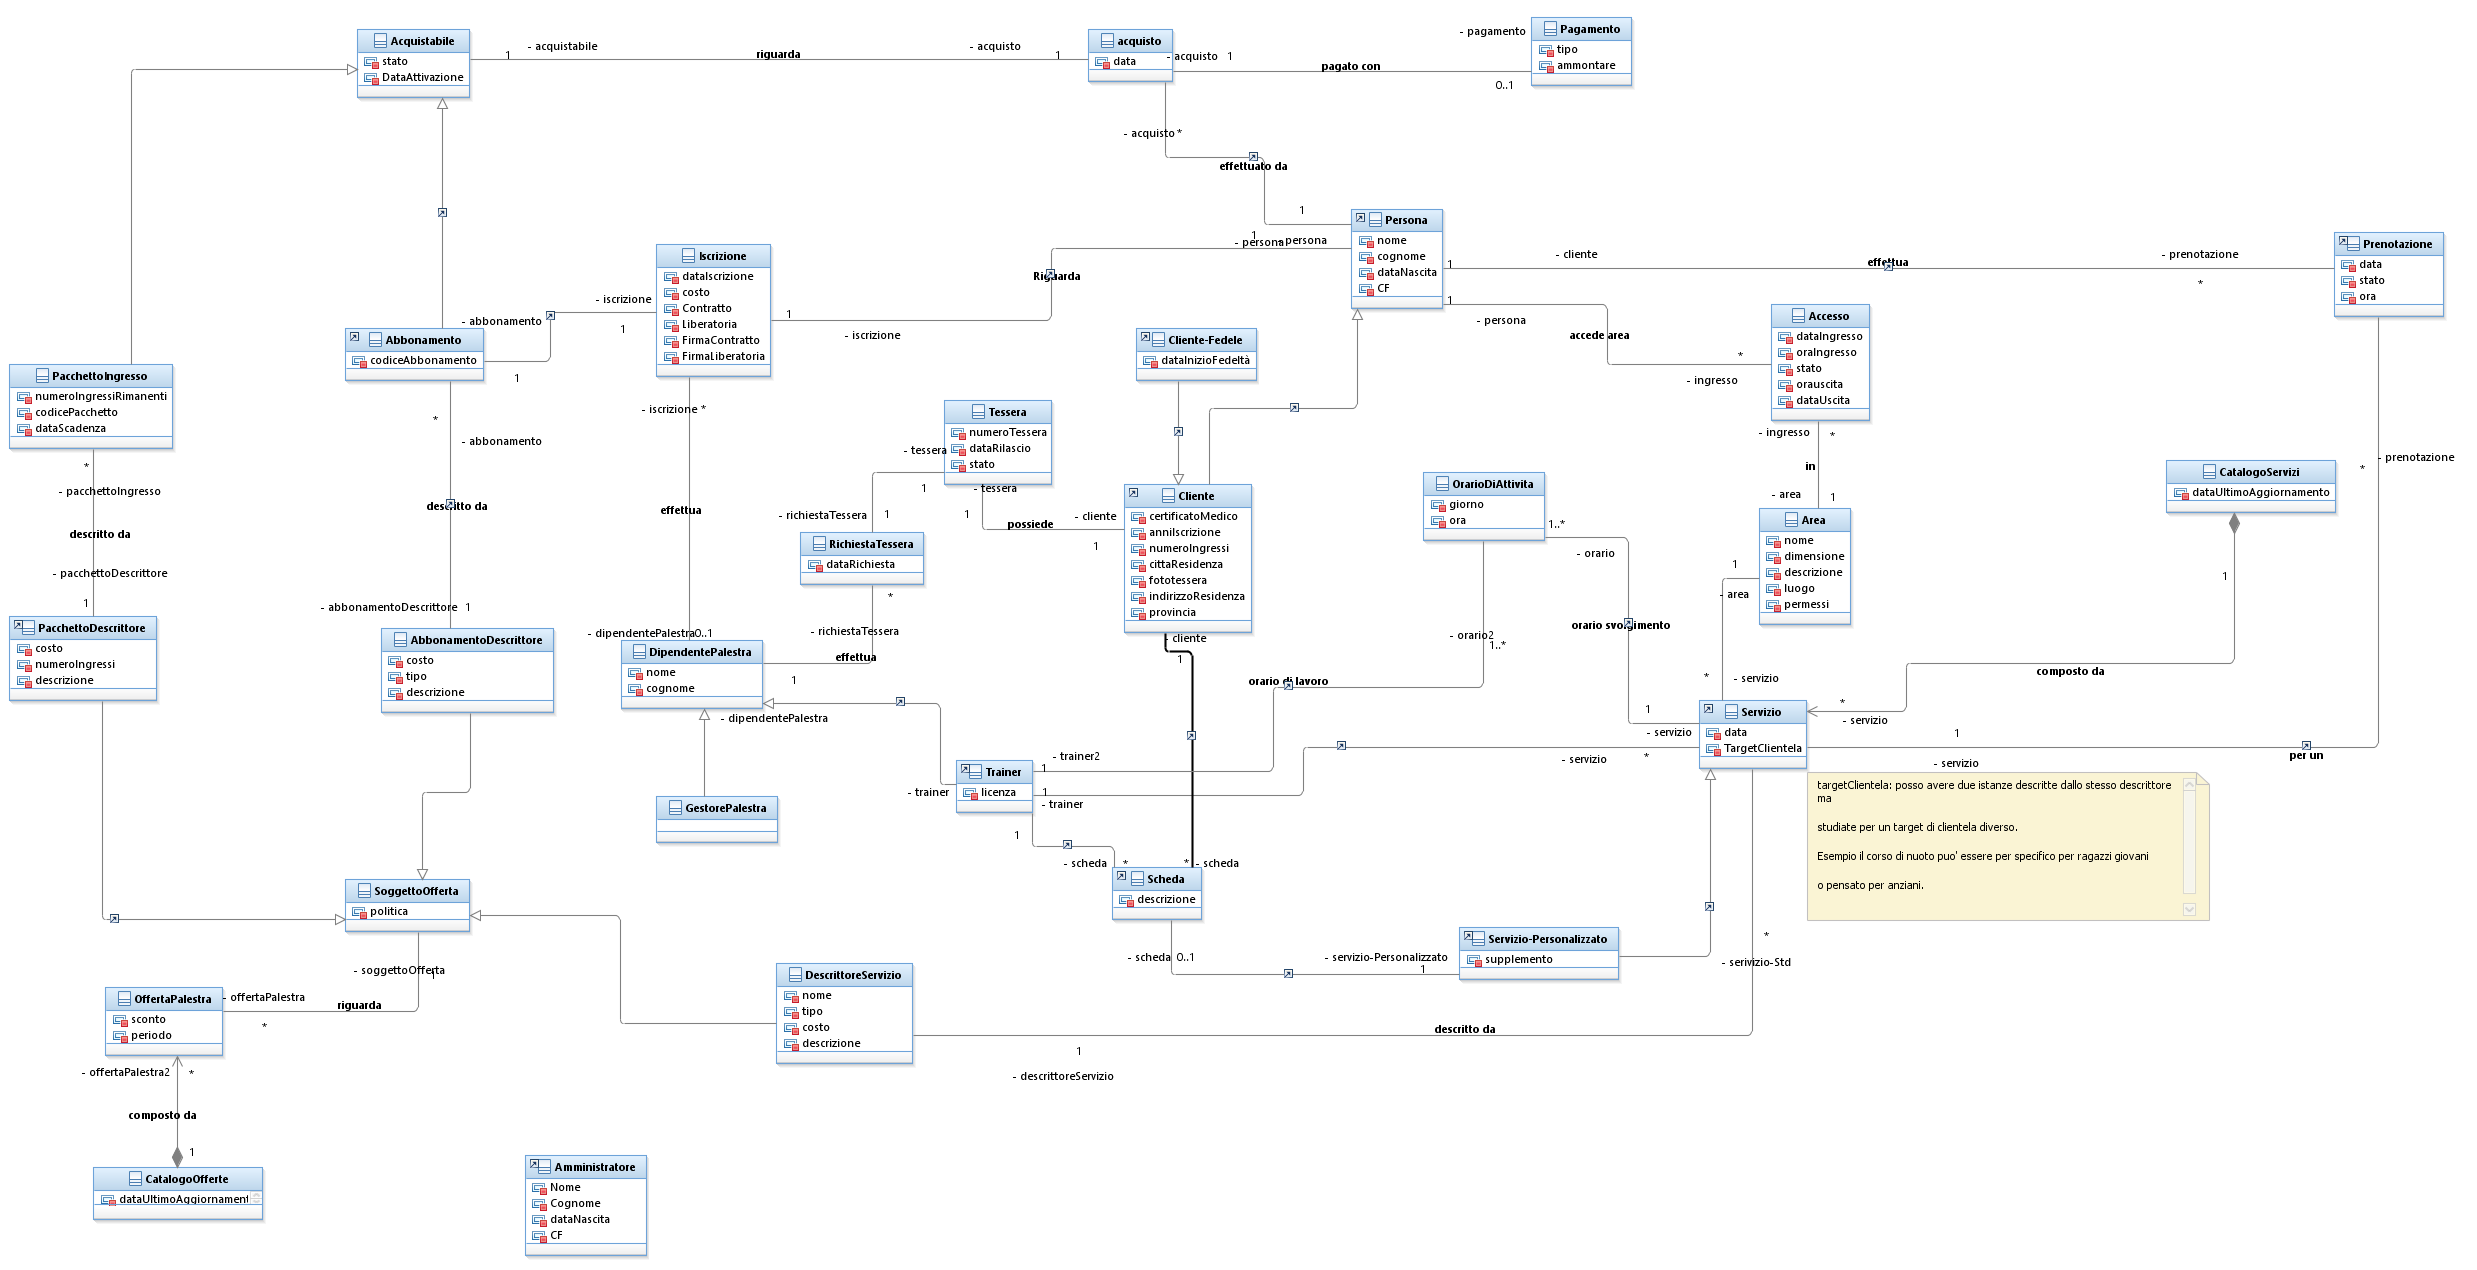 Acquistabile
stato
DataAttivazione
1
- acquistabile
riguarda
- acquisto
1
acquisto
data
- acquisto
1
pagato con
- pagamento
0..1
Pagamento
tipo
ammontare
- acquisto
*
effettuato da
1
- persona
Persona
nome
cognome
dataNascita
CF
1
- persona
Riguarda
1
- iscrizione
Iscrizione
dataIscrizione
costo
Contratto
Liberatoria
FirmaContratto
FirmaLiberatoria
- iscrizione
1
- abbonamento
1
Abbonamento
codiceAbbonamento
1
- cliente
effettua
- prenotazione
*
Prenotazione
data
stato
ora
1
- persona
accede area
*
- ingresso
Accesso
dataIngresso
oraIngresso
stato
orauscita
dataUscita
- ingresso
*
in
- area
1
Area
nome
dimensione
descrizione
luogo
permessi
1
- area
*
- servizio
PacchettoIngresso
numeroIngressiRimanenti
codicePacchetto
dataScadenza
*
- pacchettoIngresso
descritto da
- pacchettoDescrittore
1
PacchettoDescrittore
costo
numeroIngressi
descrizione
*
- abbonamento
descritto da
- abbonamentoDescrittore
1
AbbonamentoDescrittore
costo
tipo
descrizione
- iscrizione *
effettua
- dipendentePalestra
0..1
DipendentePalestra
nome
cognome
Cliente-Fedele
dataInizioFedeltà
Tessera
numeroTessera
dataRilascio
stato
- tessera
1
- richiestaTessera
1
RichiestaTessera
dataRichiesta
*
- richiestaTessera
effettua
1
- dipendentePalestra
- tessera
1
possiede
- cliente
1
Cliente
certificatoMedico
anniIscrizione
numeroIngressi
cittaResidenza
fototessera
indirizzoResidenza
provincia
- cliente
1
OrarioDiAttivita
giorno
ora
1..*
- orario
orario svolgimento
1
- servizio
- orario2
1..*
orario di lavoro
- trainer2
1
CatalogoServizi
dataUltimoAggiornamento
1
composto da
*
- servizio
- prenotazione
*
per un
1
- servizio
Servizio
data
TargetClientela
- servizio
*
1
- trainer
Trainer
licenza
- trainer
1
- scheda
*
*
- scheda
Scheda
descrizione
GestorePalestra
targetClientela: posso avere due istanze descritte dallo stesso descrittore
ma
studiate per un target di clientela diverso.
Esempio il corso di nuoto puo' essere per specifico per ragazzi giovani
o pensato per anziani.
- scheda
0..1
- servizio-Personalizzato
1
Servizio-Personalizzato
supplemento
*
- serivizio-Std
descritto da
1
- descrittoreServizio
DescrittoreServizio
nome
tipo
costo
descrizione
SoggettoOfferta
politica
- soggettoOfferta
1
riguarda
- offertaPalestra
*
OffertaPalestra
sconto
periodo
- offertaPalestra2
*
composto da
1
CatalogoOfferte
dataUltimoAggiornament
Amministratore
Nome
Cognome
dataNascita
CF